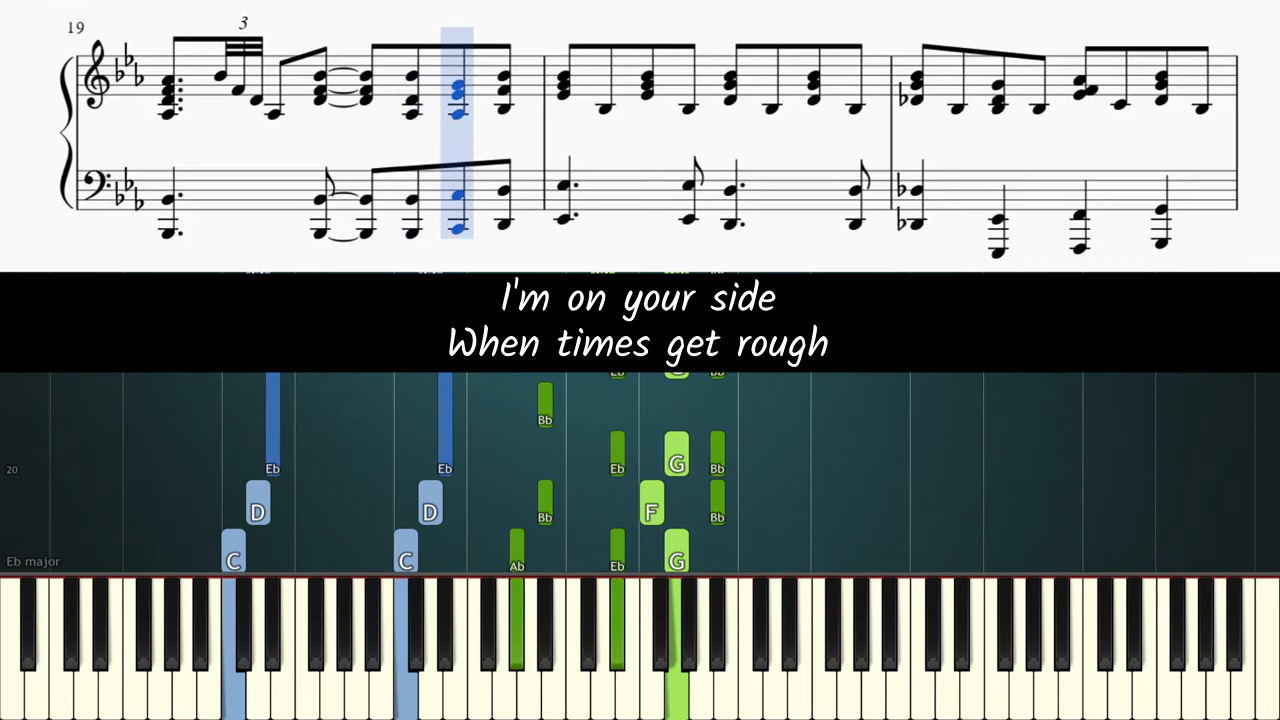 19
3
I'm on your side
When times get rough
Eb
G
Bb
Bb
20
Eb
Eb
Eb
G
Bb
D
D
Bb
F
Bb
Eb major
C
C
Ab
Eb
G